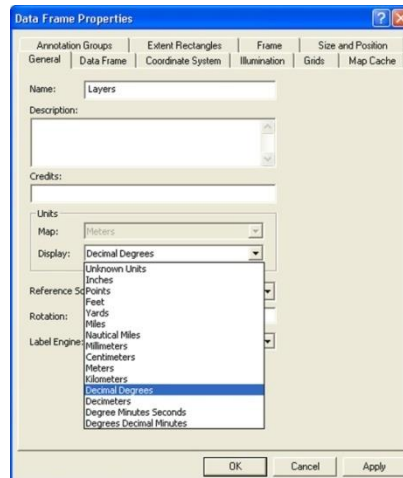 Data Frame Properties
Annotation Groups Extent Rectangles Frame Size and Position
General Data Frame Coordinate System Illumination Grids Map Cache
Name: Layers
Description:
Credits:
Units
Map: Meters
Display: Decimal Degrees
Unknown Units
Inches
Reference Sc Points
Feet
Yards
Rotation: Miles
Nautical Miles
Label Engine: Millimeters
Centimeters
Meters
Kilometers
Decimal Degrees
Decimeters
Degree Minutes Seconds
Degrees Decimal Minutes
OK Cancel Apply